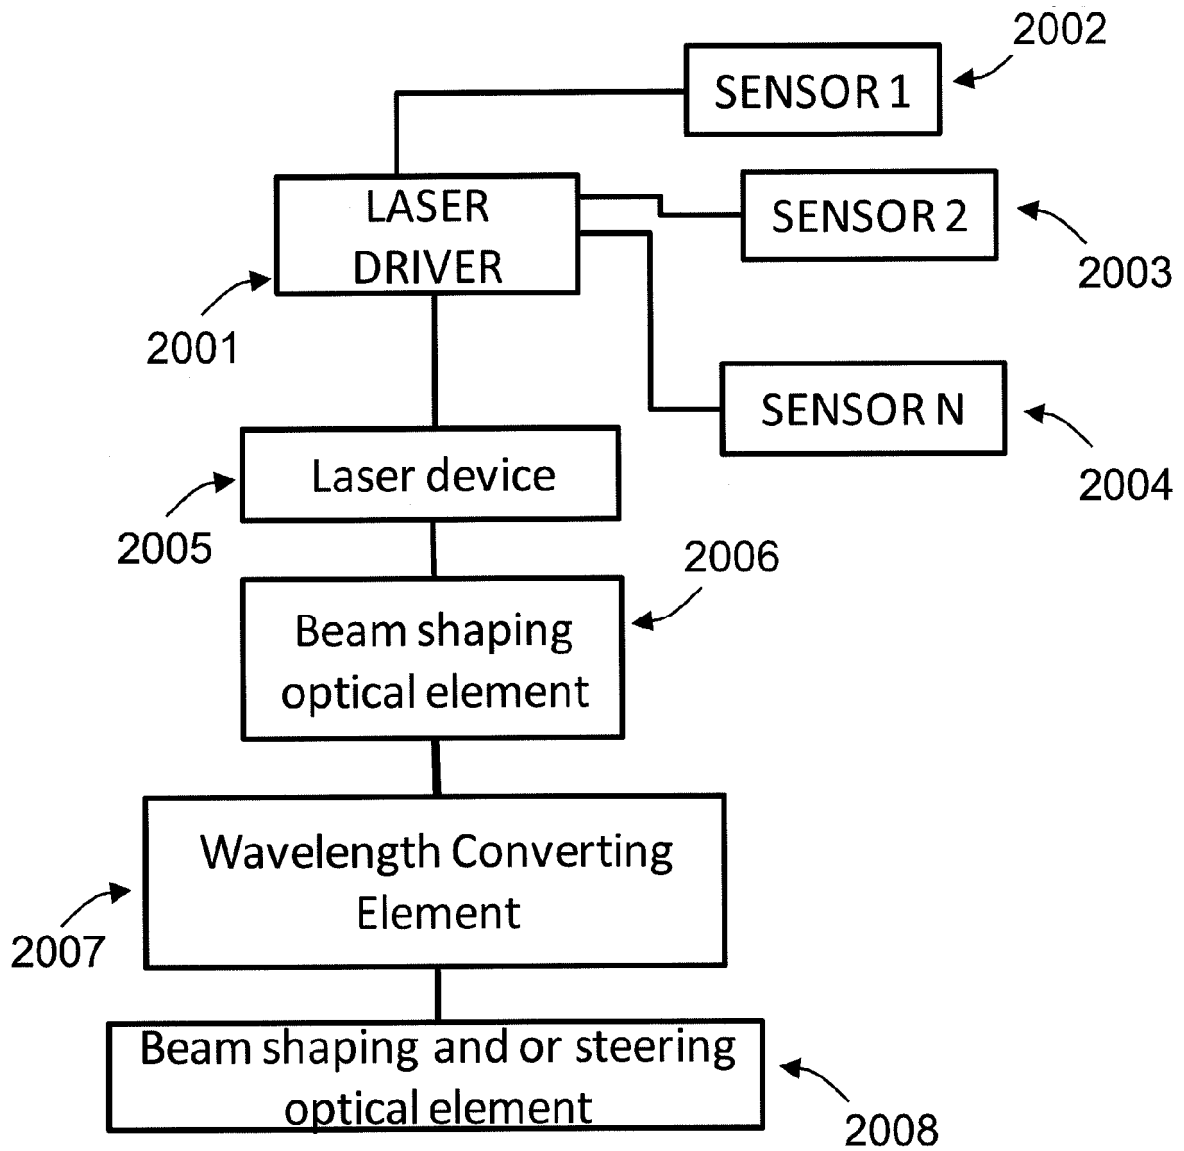 2002
SENSOR 1
LASER
DRIVER
SENSOR 2
2003
2001
SENSOR N
2004
Laser device
2005
2006
Beam shaping
optical element
Wavelength Converting
Element
2007
Beam shaping and or steering
optical element
2008